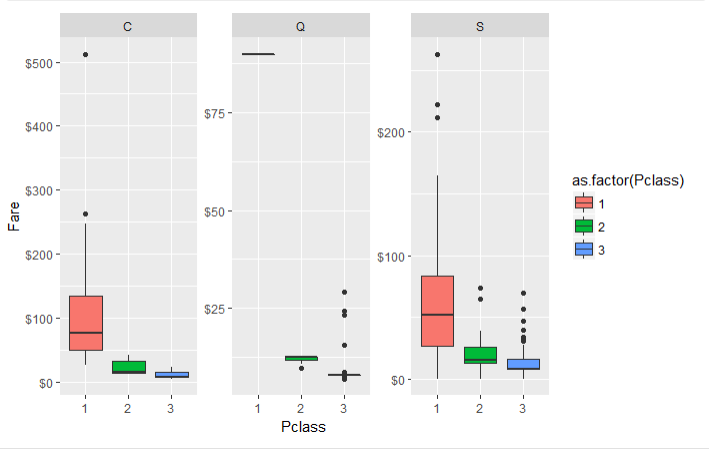 C
Q
S
Fare
$500
$400
$300
$200
$100
$0
$75
$50
$25
$200
$100
$0
1 2 3
1 2 3
1 2 3
Pclass
as.factor(Pclass)
1
2
3